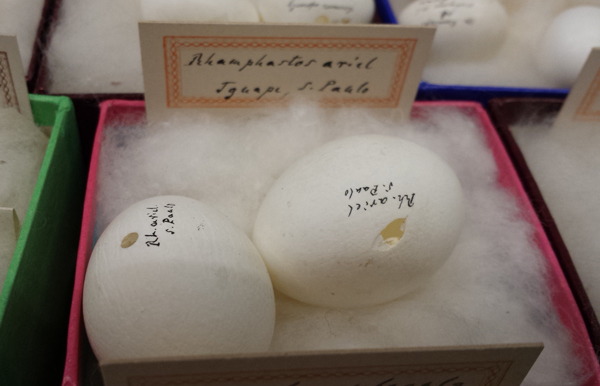 Rhamphastos ariel
Iguape, S. Paulo
Rh. ariel
S. Paulo
Rh. ariel
S. Paulo